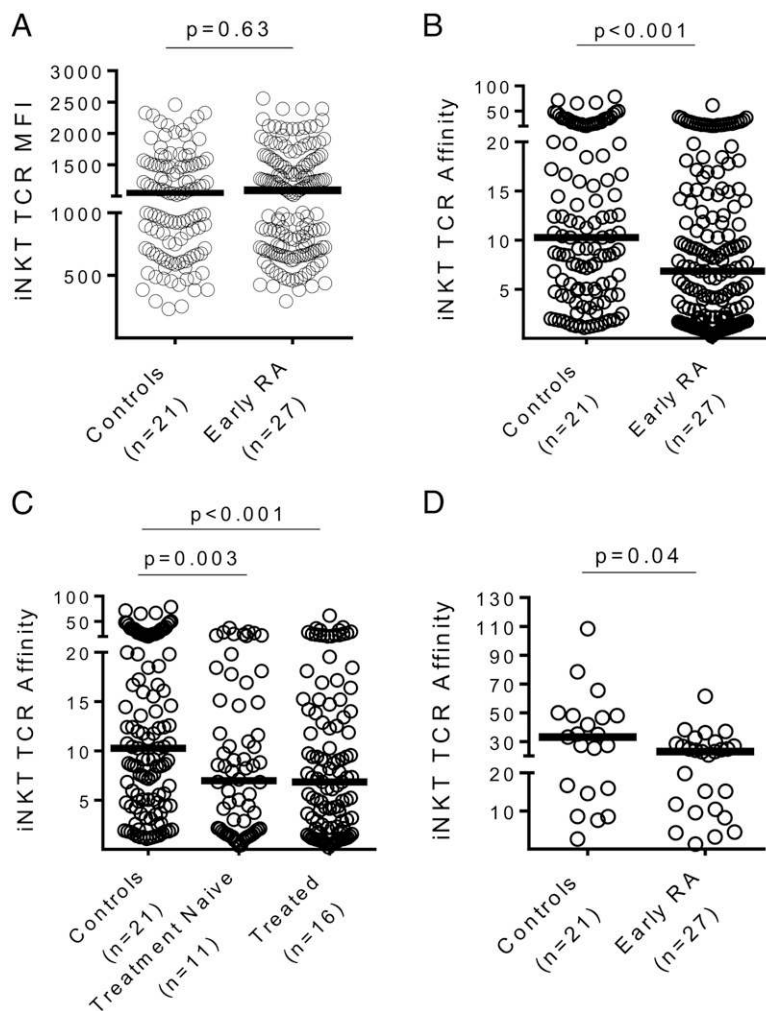 A
p=0.63
iNKT TCR MFI
3000
2500
2000
1500
1000
500
Controls
(n=21)
Early RA
(n=27)
B
p<0.001
iNKT TCR Affinity
100
50
20
15
10
5
Controls
(n=21)
Early RA
(n=27)
C
p<0.001
p=0.003
iNKT TCR Affinity
100
50
20
15
10
5
Controls
(n=21)
Treatment Naive
(n=11)
Treated
(n=16)
D
p=0.04
iNKT TCR Affinity
130
110
90
70
50
30
20
10
Controls
(n=21)
Early RA
(n=27)